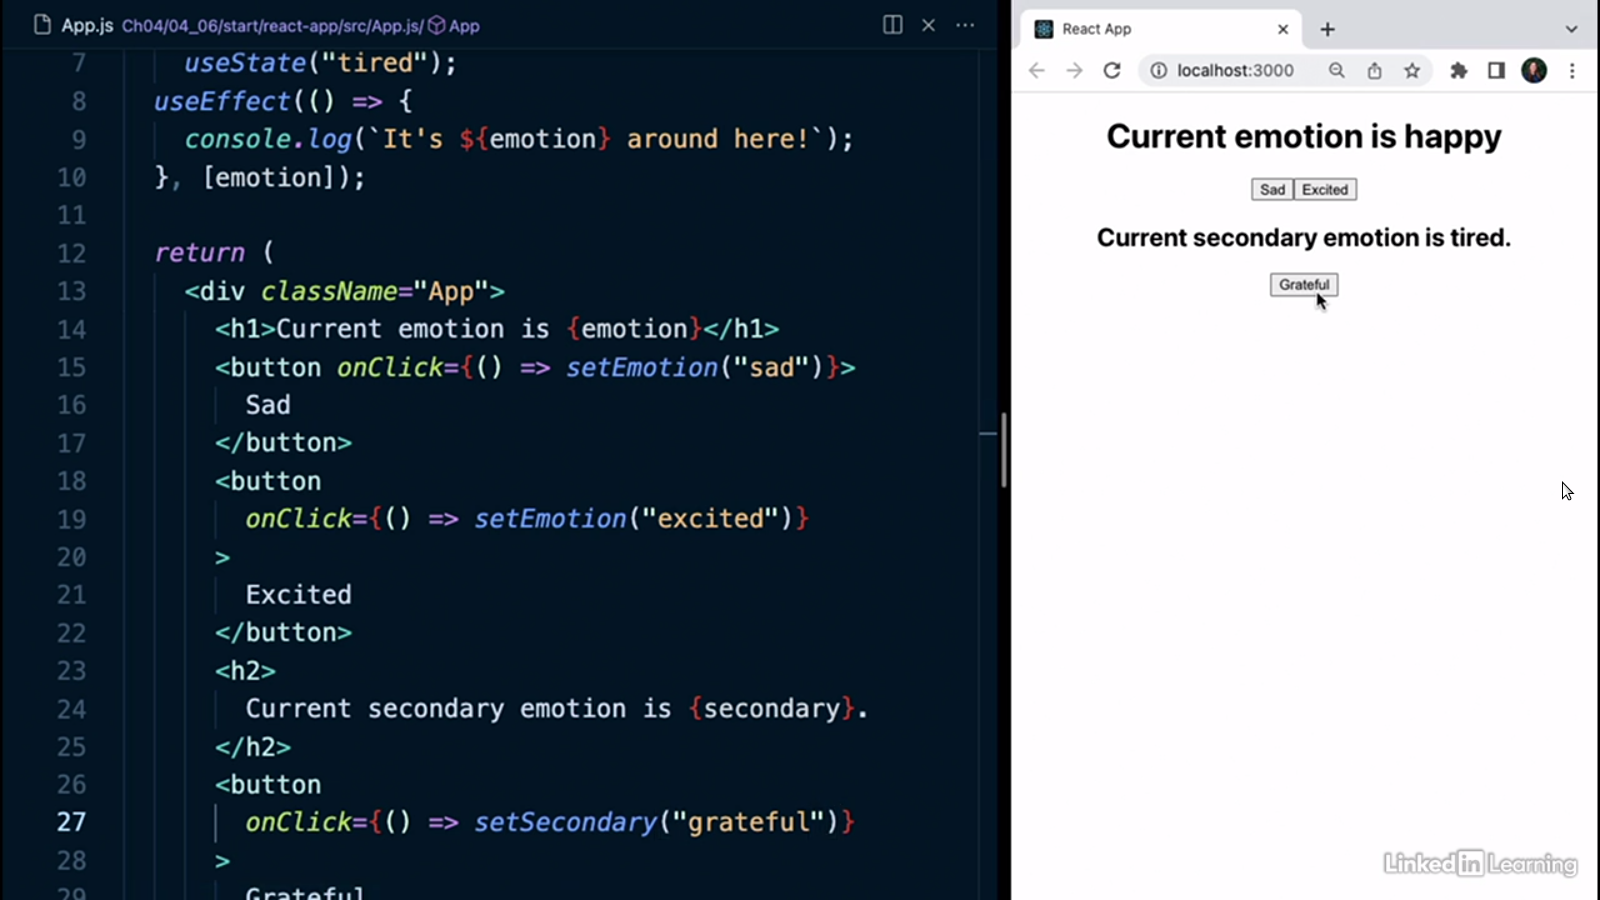 App.js Ch04/04_06/start/react-app/src/App.js/ App
7 useState("tired");
8 useEffect(() => {
9 console.log(`It's ${emotion} around here!`);
10 }, [emotion]);
11
12 return (
13 <div className="App">
14 <h1>Current emotion is {emotion}</h1>
15 <button onClick={() => setEmotion("sad")}>
16 Sad
17 </button>
18 <button
19 onClick={() => setEmotion("excited")}
20 >
21 Excited
22 </button>
23 <h2>
24 Current secondary emotion is {secondary}.
25 </h2>
26 <button
27 onClick={() => setSecondary("grateful")}
28 >
29 Grateful
React App
localhost:3000
Current emotion is happy
Sad Excited
Current secondary emotion is tired.
Grateful
LinkedIn Learning